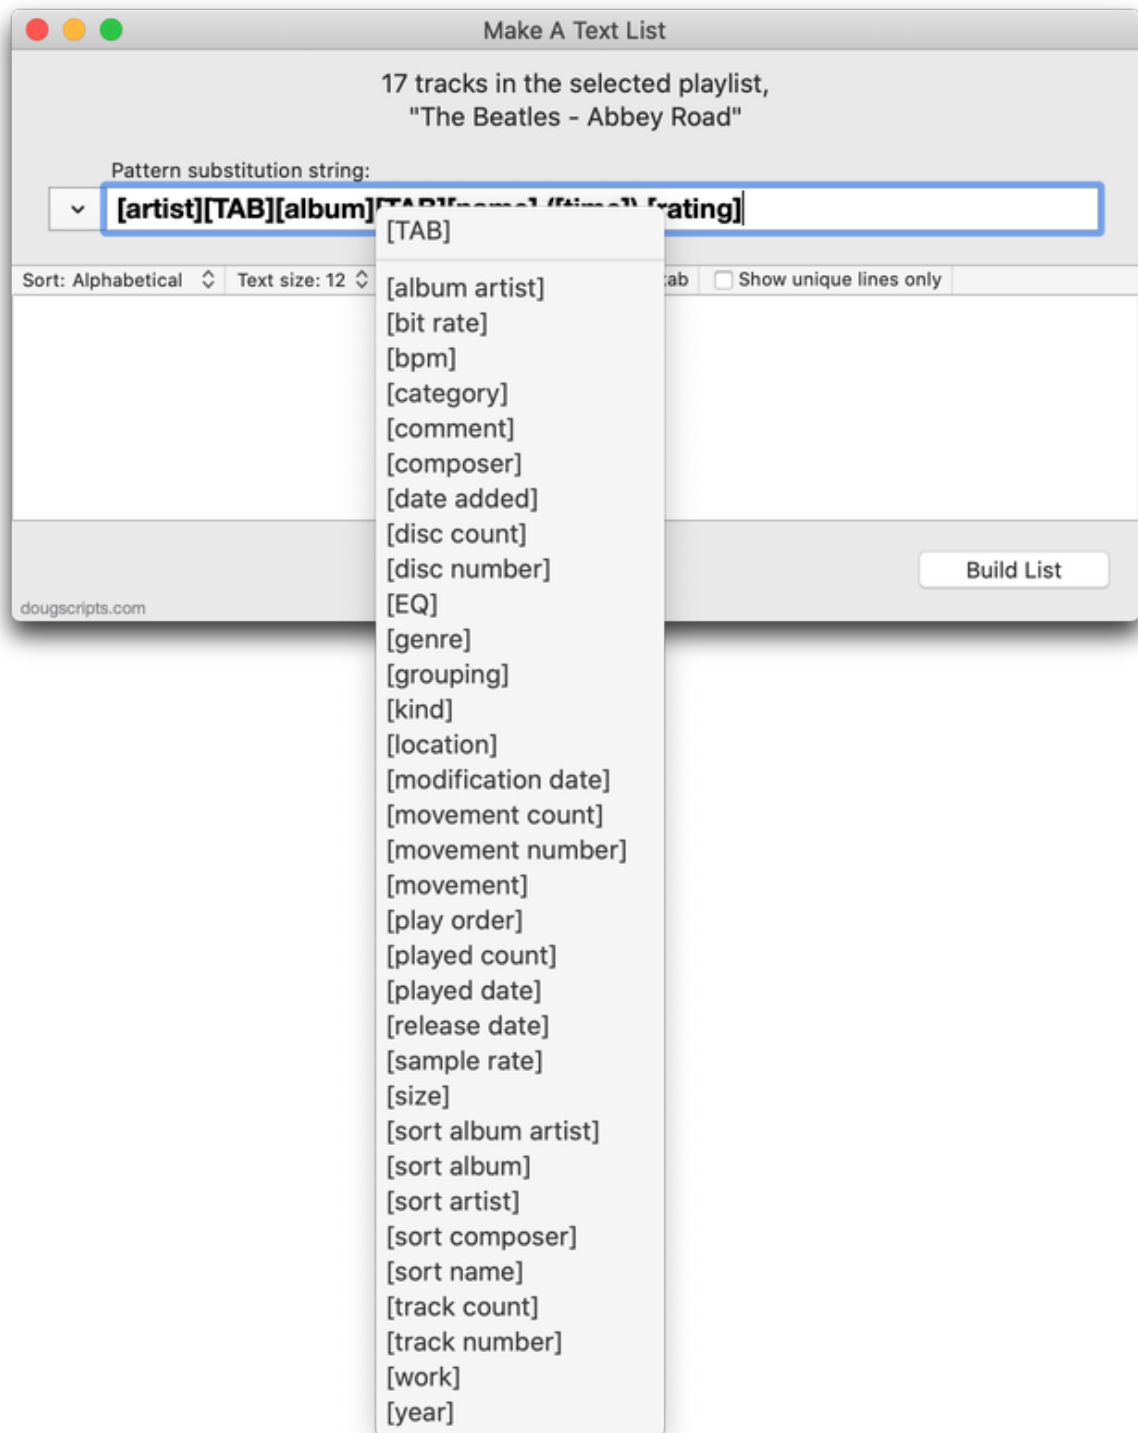 Make A Text List
17 tracks in the selected playlist,
"The Beatles - Abbey Road"
Pattern substitution string:
[artist][TAB][album][TAB][name] ([time]) [rating]
Sort: Alphabetical Text size: 12 tab Show unique lines only
[TAB]
[album artist]
[bit rate]
[bpm]
[category]
[comment]
[composer]
[date added]
[disc count]
[disc number]
[EQ]
[genre]
[grouping]
[kind]
[location]
[modification date]
[movement count]
[movement number]
[movement]
[play order]
[played count]
[played date]
[release date]
[sample rate]
[size]
[sort album artist]
[sort album]
[sort artist]
[sort composer]
[sort name]
[track count]
[track number]
[work]
[year]
Build List
dougscripts.com